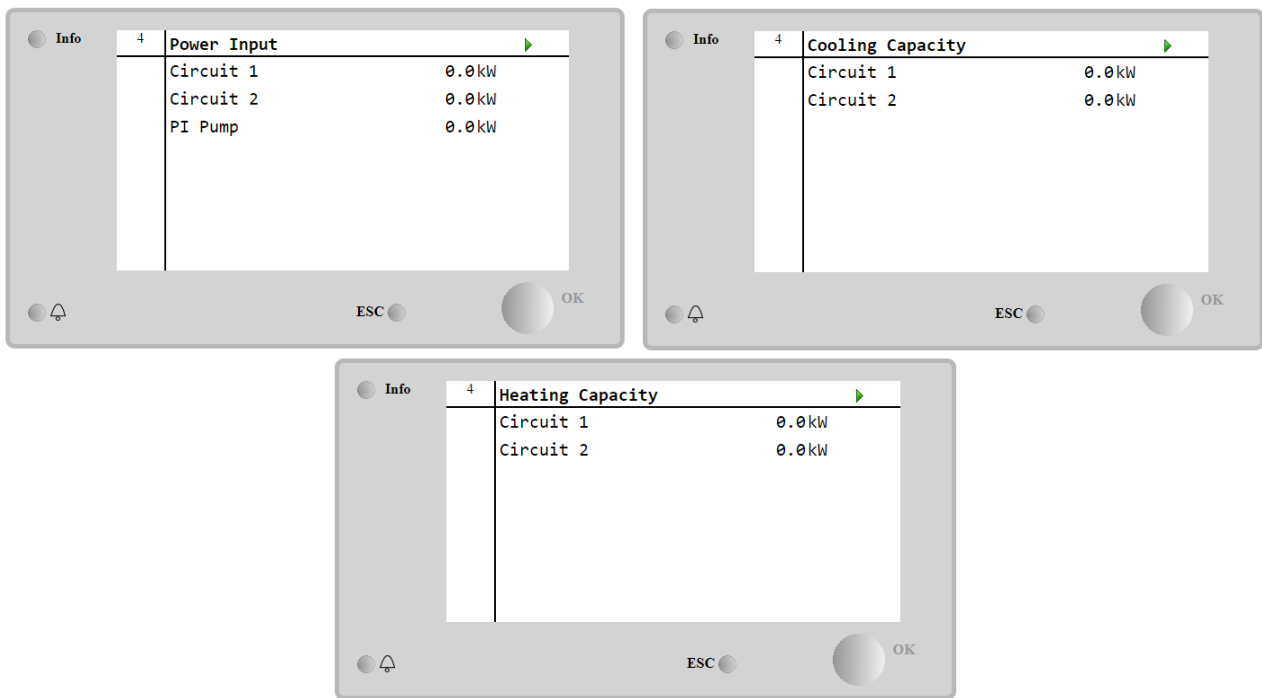 Info
4 Power Input
Circuit 1 0.0kW
Circuit 2 0.0kW
PI Pump 0.0kW
ESC
OK
Info
4 Cooling Capacity
Circuit 1 0.0kW
Circuit 2 0.0kW
ESC
OK
Info
4 Heating Capacity
Circuit 1 0.0kW
Circuit 2 0.0kW
ESC
OK